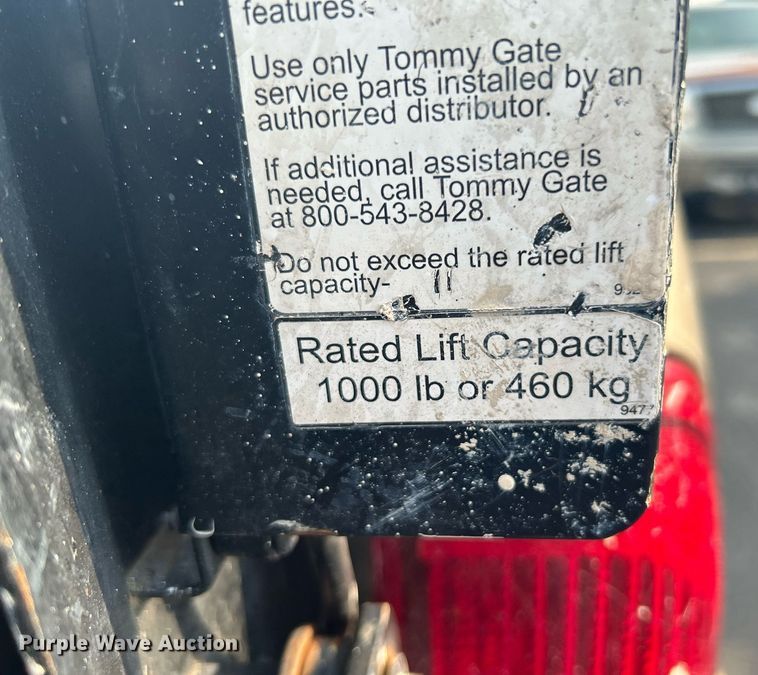 features.
Use only Tommy Gate
service parts installed by an
authorized distributor.
If additional assistance is
needed, call Tommy Gate
at 800-543-8428.
Do not exceed the rated lift
capacity-
Rated Lift Capacity
1000 lb or 460 kg
Purple Wave Auction